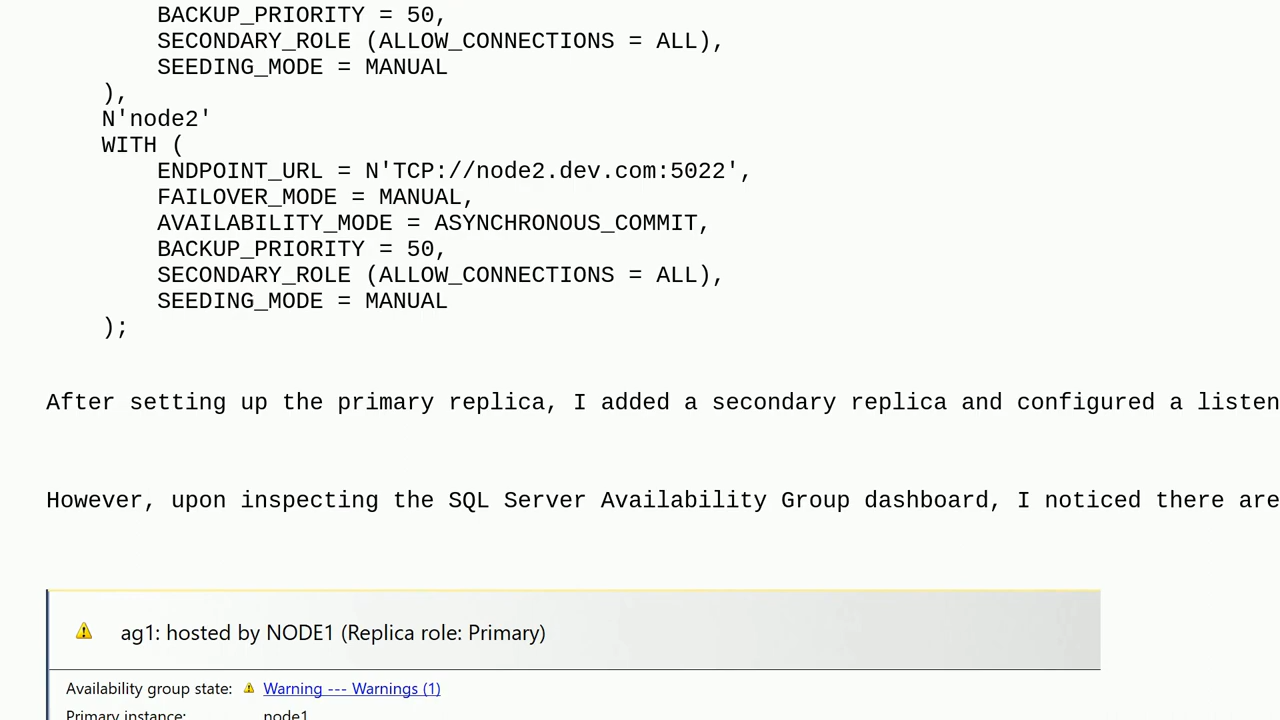 BACKUP_PRIORITY = 50,
SECONDARY_ROLE (ALLOW_CONNECTIONS = ALL),
SEEDING_MODE = MANUAL
),
N'node2'
WITH (
ENDPOINT_URL = N'TCP://node2.dev.com:5022',
FAILOVER_MODE = MANUAL,
AVAILABILITY_MODE = ASYNCHRONOUS_COMMIT,
BACKUP_PRIORITY = 50,
SECONDARY_ROLE (ALLOW_CONNECTIONS = ALL),
SEEDING_MODE = MANUAL
);
After setting up the primary replica, I added a secondary replica and configured a listen
However, upon inspecting the SQL Server Availability Group dashboard, I noticed there are
ag1: hosted by NODE1 (Replica role: Primary)
Availability group state: Warning --- Warnings (1)
Primary instance: node1